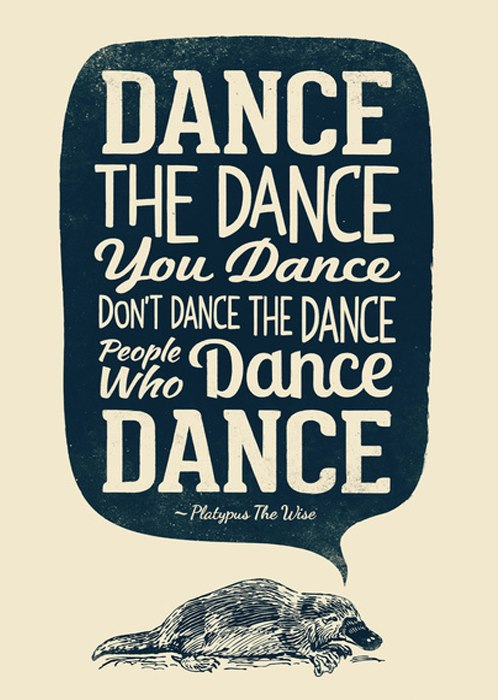 DANCE
THE DANCE
You Dance
DON'T DANCE THE DANCE
People
Who Dance
DANCE
~ Platypus The Wise